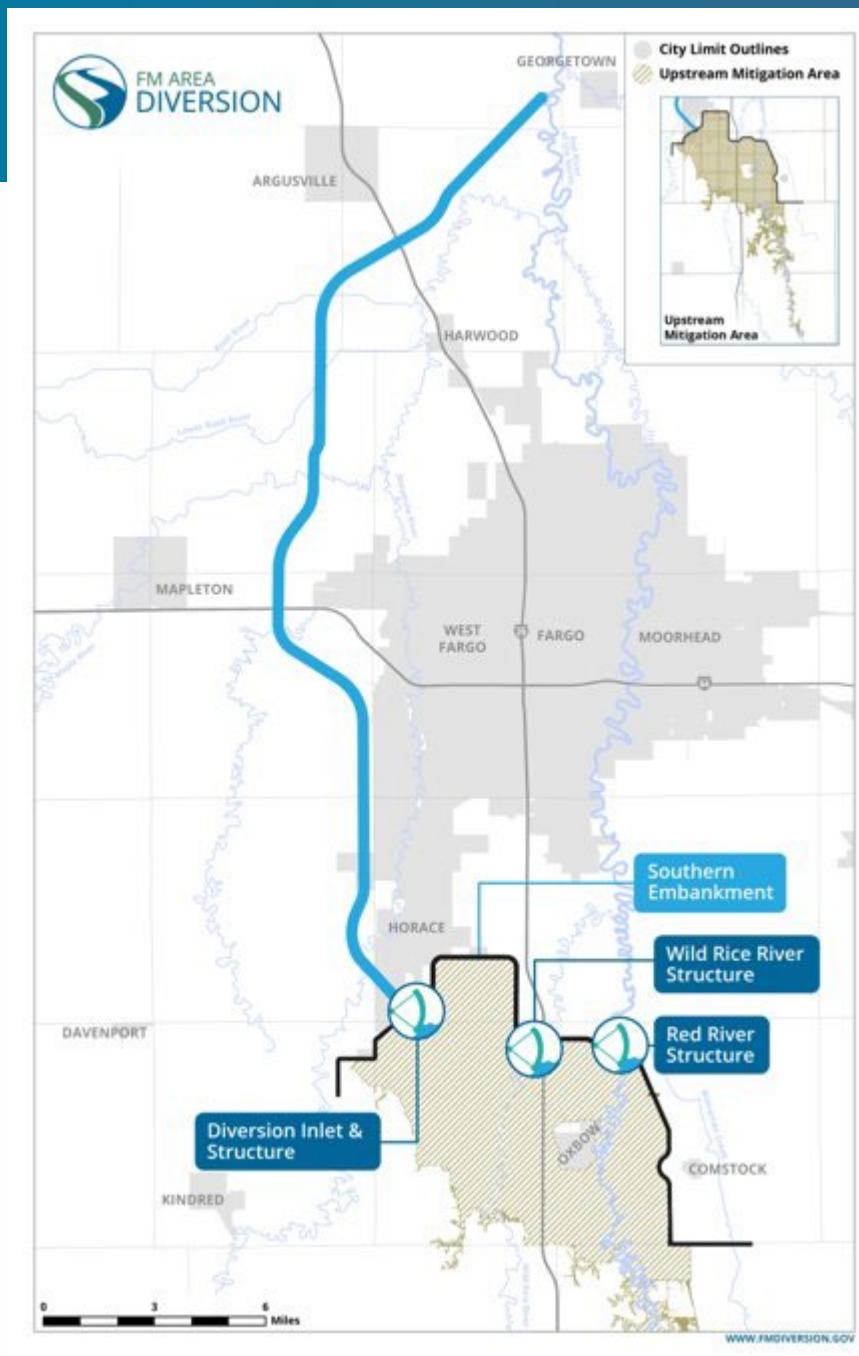 FM AREA
DIVERSION
GEORGETOWN
City Limit Outlines
Upstream Mitigation Area
Upstream
Mitigation Area
ARGUSVILLE
HARWOOD
MAPLETON
WEST
FARGO
FARGO
MOORHEAD
Southern
Embankment
HORACE
Wild Rice River
Structure
DAVENPORT
Red River
Structure
Diversion Inlet &
Structure
OXBOW
COMSTOCK
KINDRED
0 3 6
Miles
WWW.FMDIVERSION.GOV